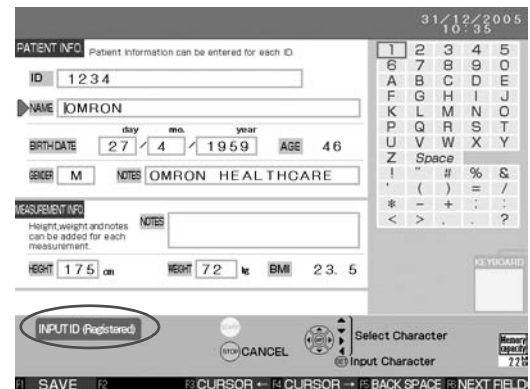 31/12/2005
10:35
PATIENT INFO. Patient Information can be entered for each ID.
ID 1234
NAME OMRON
day mo. year
BIRTHDATE 27 / 4 / 1959 AGE 46
GENDER M NOTES OMRON HEALTHCARE
MEASUREMENT INFO.
Height,weight andnotes
can be added for each
measurement.
NOTES
HEIGHT 175 cm WEIGHT 72 kg BMI 23. 5
1 2 3 4 5
6 7 8 9 0
A B C D E
F G H I J
K L M N O
P Q R S T
U V W X Y
Z Space
! " # % &
' ( ) = /
* - + ; :
< > , . ?
KEYBOARD
INPUT ID (Registered)
START
STOP CANCEL
SET
Select Character
SET Input Character
Memory
capacity
22%
F1 SAVE F2 F3 CURSOR ← F4 CURSOR → F5 BACK SPACE F6 NEXT FIELD